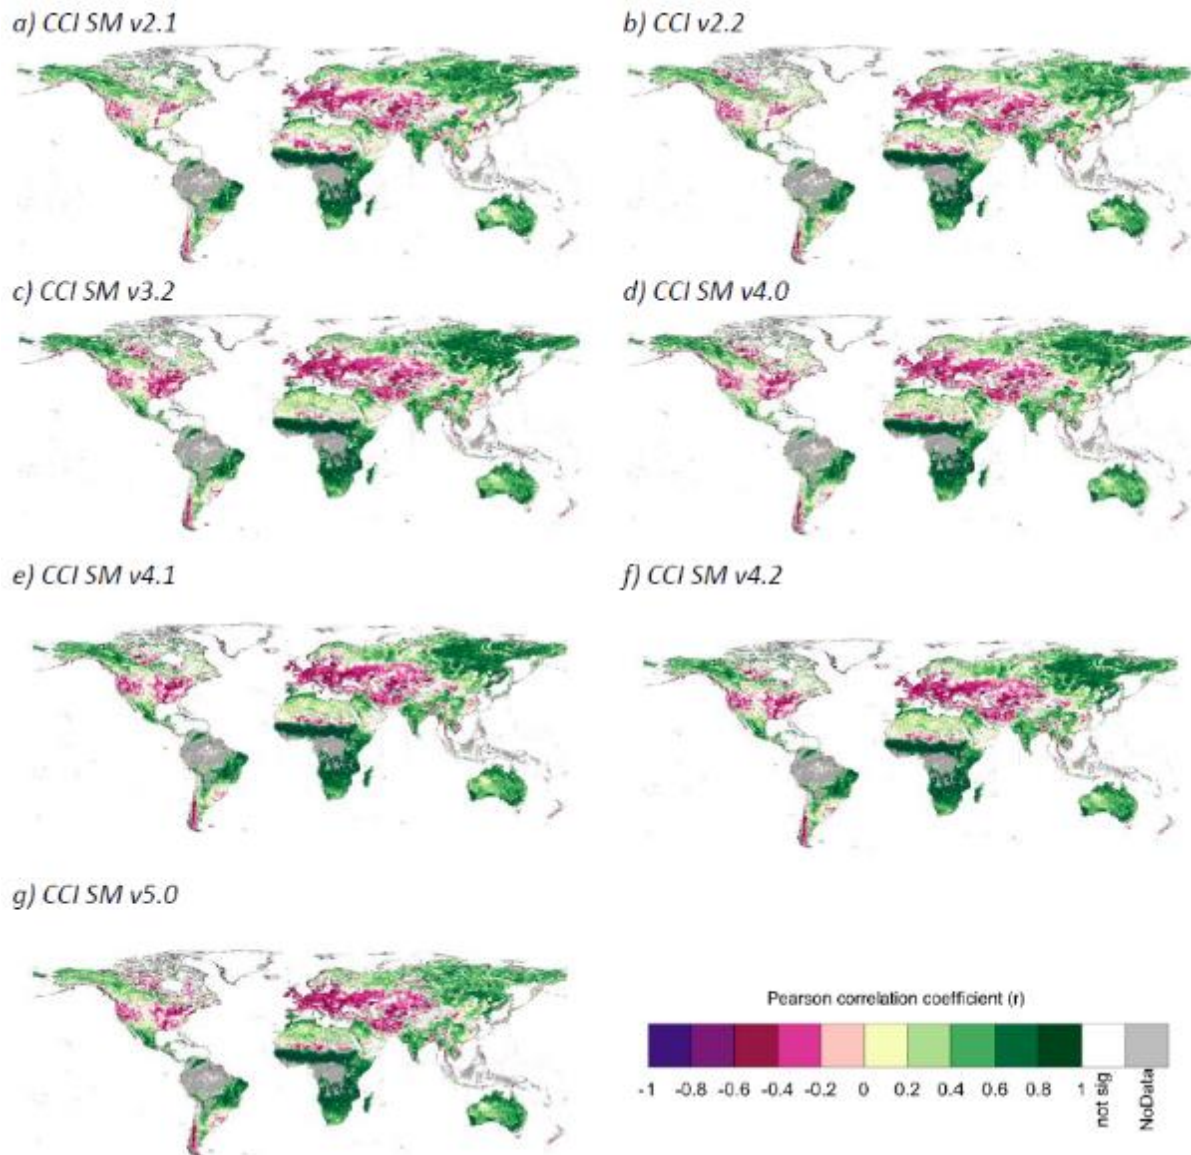 a) CCI SM v2.1
b) CCI v2.2
c) CCI SM v3.2
d) CCI SM v4.0
e) CCI SM v4.1
f) CCI SM v4.2
g) CCI SM v5.0
Pearson correlation coefficient (r)
-1 -0.8 -0.6 -0.4 -0.2 0 0.2 0.4 0.6 0.8 1 not sig NoData